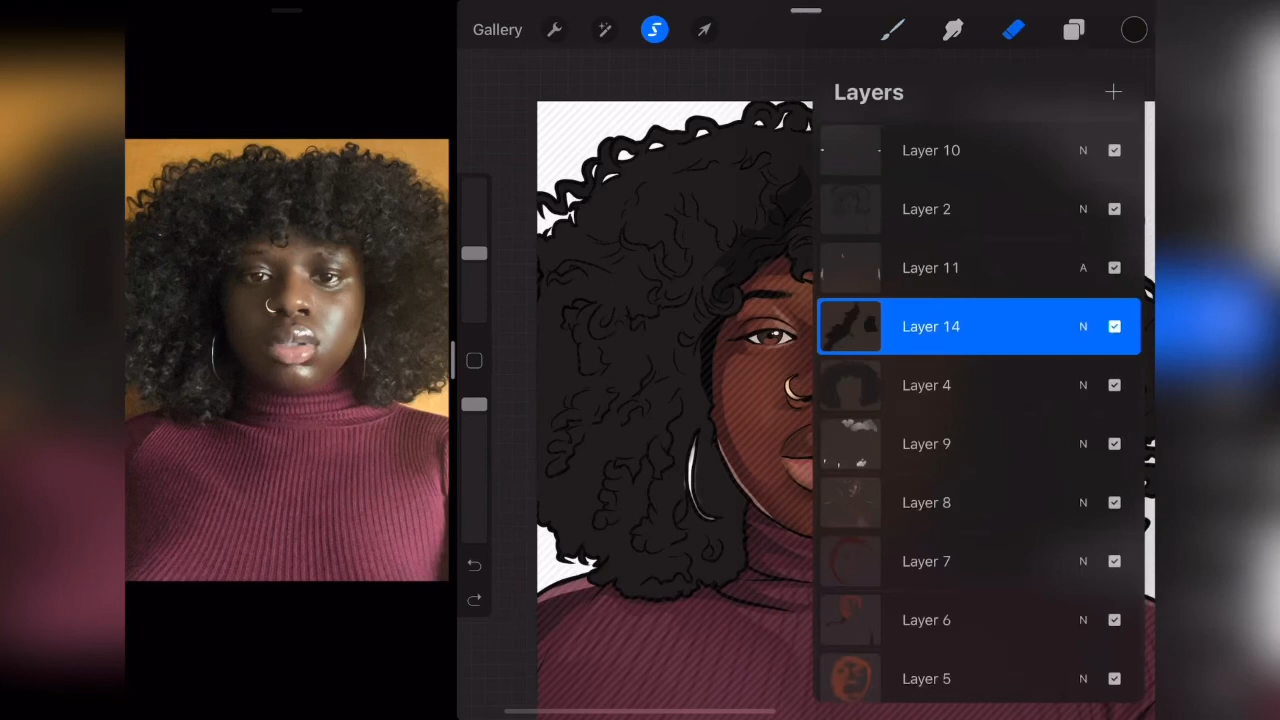 Gallery
Layers
Layer 10 N
Layer 2 N
Layer 11 A
Layer 14 N
Layer 4 N
Layer 9 N
Layer 8 N
Layer 7 N
Layer 6 N
Layer 5 N